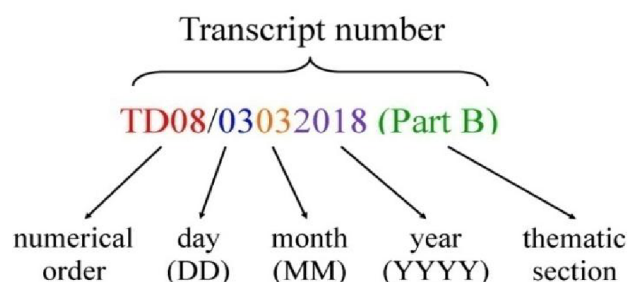 Transcript number
TD08/03032018 (Part B)
numerical order
day (DD)
month (MM)
year (YYYY)
thematic section